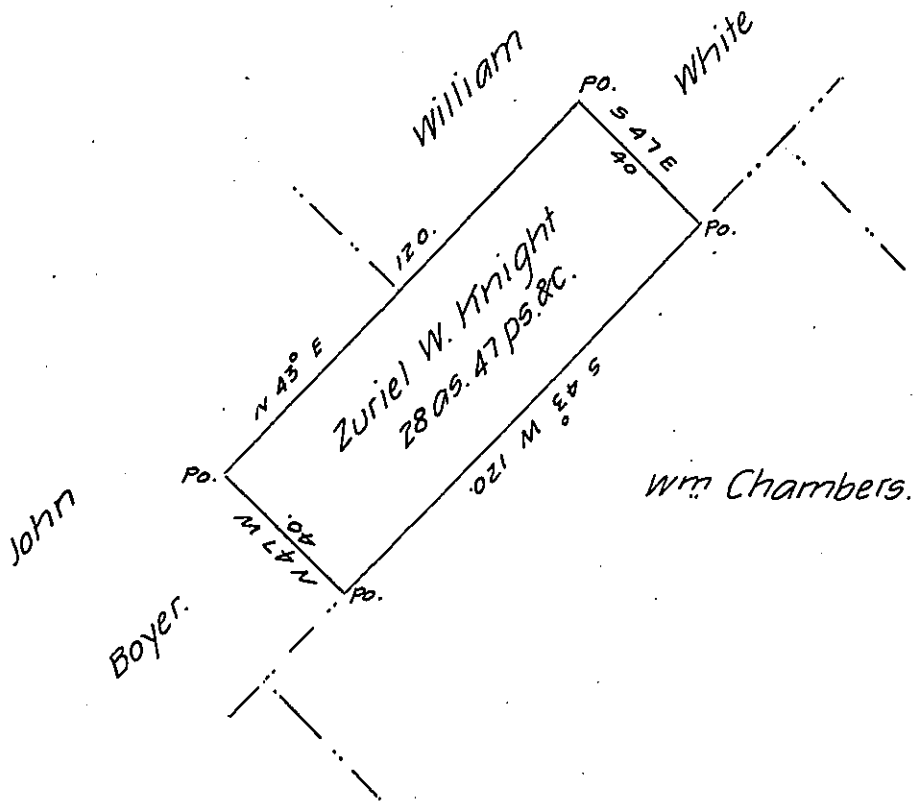 William
White
PO.
S 47 E
40
PO.
120.
N 43° E
Zuriel W. Knight
28 as. 47 ps. &c.
S 43° W 120.
Wm Chambers.
PO.
40.
N 47 W
PO.
John
Boyer.